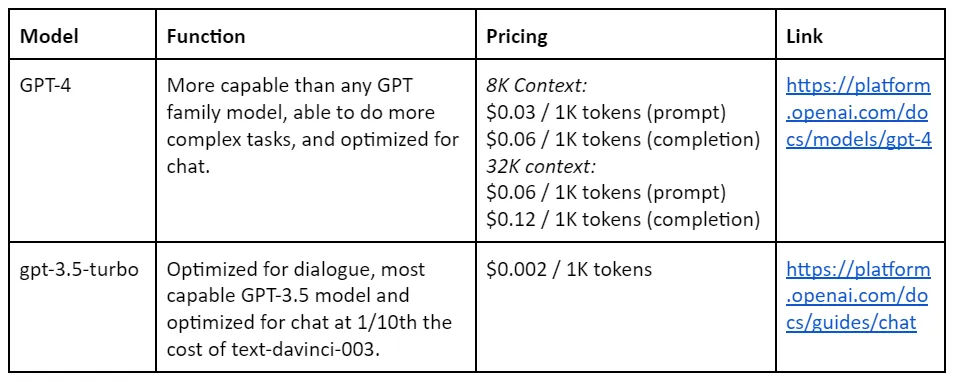 Model
Function
Pricing
Link
GPT-4
More capable than any GPT
family model, able to do more
complex tasks, and optimized for
chat.
8K Context:
$0.03 / 1K tokens (prompt)
$0.06 / 1K tokens (completion)
32K context:
$0.06 / 1K tokens (prompt)
$0.12 / 1K tokens (completion)
https://platform
.openai.com/do
cs/models/gpt-4
gpt-3.5-turbo
Optimized for dialogue, most
capable GPT-3.5 model and
optimized for chat at 1/10th the
cost of text-davinci-003.
$0.002 / 1K tokens
https://platform
.openai.com/do
cs/guides/chat